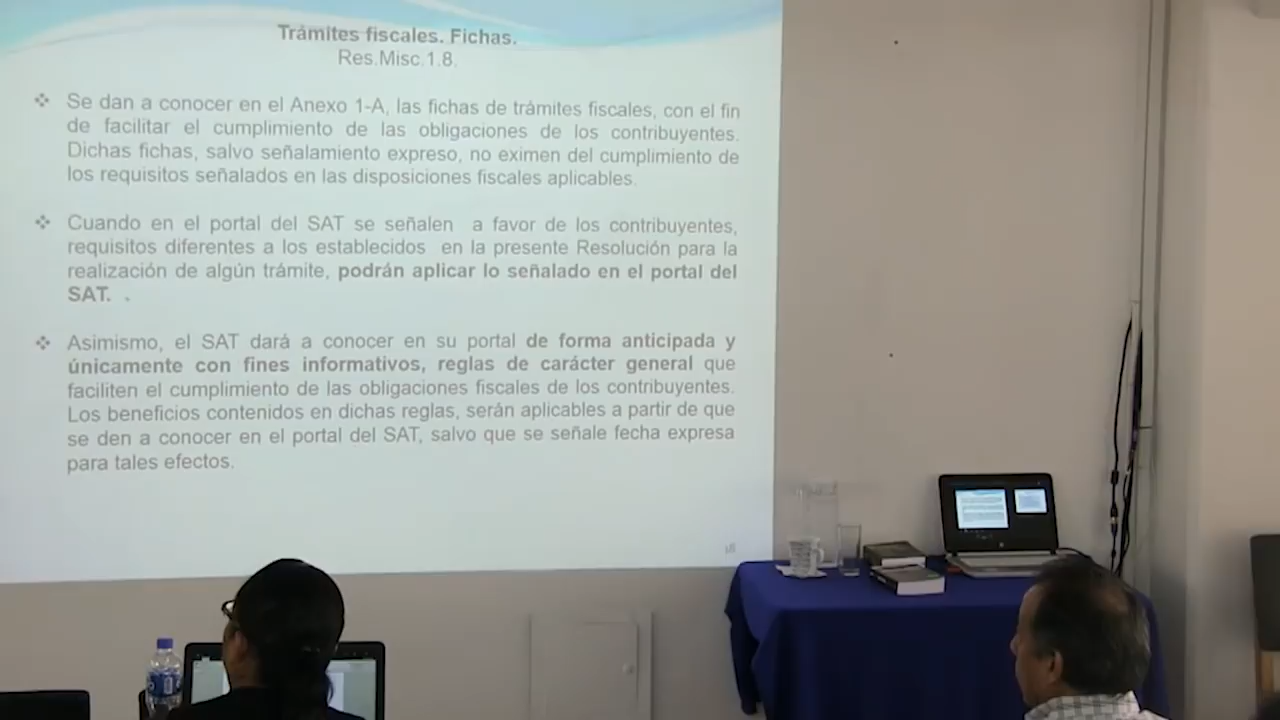 Trámites fiscales. Fichas.
Res.Misc.1.8.
Se dan a conocer en el Anexo 1-A, las fichas de trámites fiscales, con el fin
de facilitar el cumplimiento de las obligaciones de los contribuyentes.
Dichas fichas, salvo señalamiento expreso, no eximen del cumplimiento de
los requisitos señalados en las disposiciones fiscales aplicables.
Cuando en el portal del SAT se señalen a favor de los contribuyentes,
requisitos diferentes a los establecidos en la presente Resolución para la
realización de algún trámite, podrán aplicar lo señalado en el portal del
SAT. .
Asimismo, el SAT dará a conocer en su portal de forma anticipada y
únicamente con fines informativos, reglas de carácter general que
faciliten el cumplimiento de las obligaciones fiscales de los contribuyentes.
Los beneficios contenidos en dichas reglas, serán aplicables a partir de que
se den a conocer en el portal del SAT, salvo que se señale fecha expresa
para tales efectos.